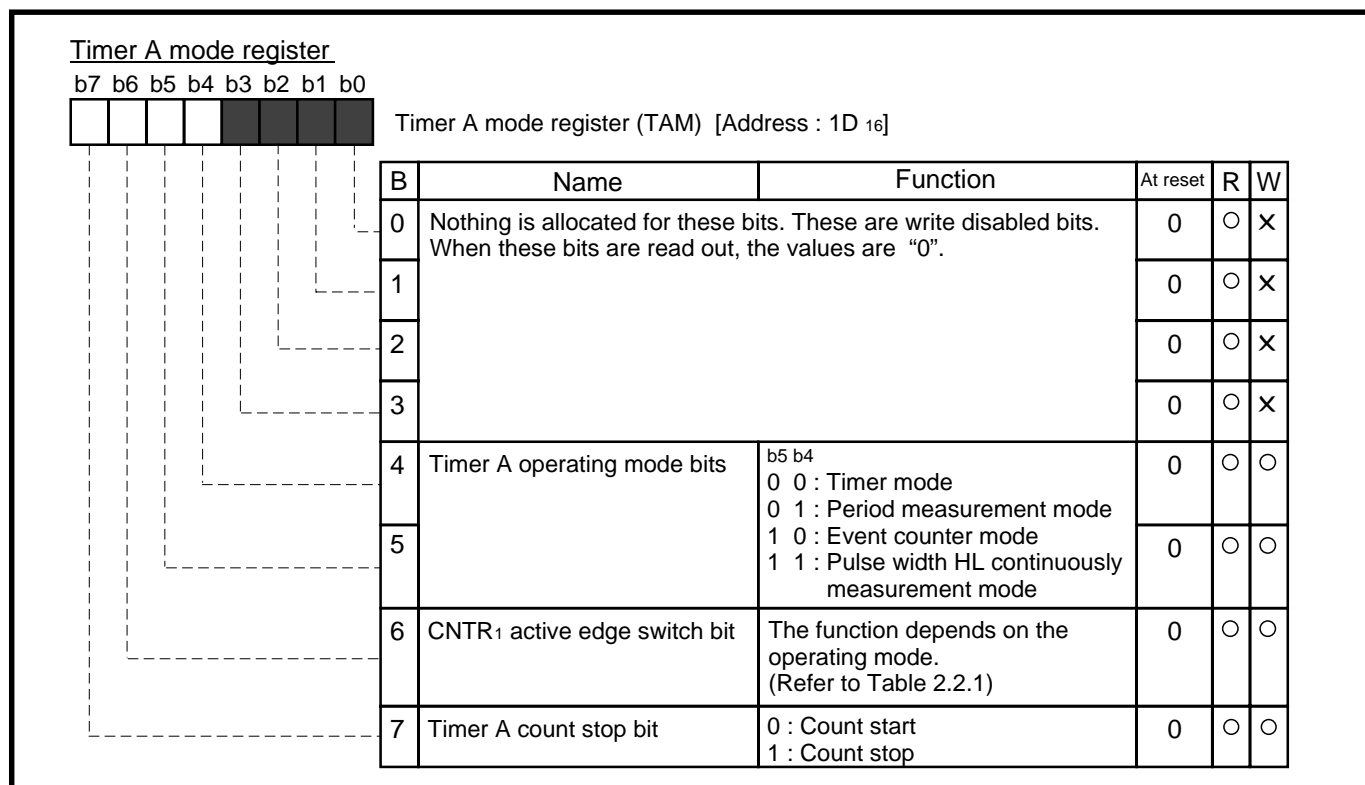 Timer A mode register
b7 b6 b5 b4 b3 b2 b1 b0
Timer A mode register (TAM) [Address : 1D 16]
B Name Function At reset R W
0 Nothing is allocated for these bits. These are write disabled bits. 0 ○ ✕
When these bits are read out, the values are “0”.
1 0 ○ ✕
2 0 ○ ✕
3 0 ○ ✕
4 Timer A operating mode bits b5 b4 0 ○ ○
0 0 : Timer mode
0 1 : Period measurement mode
5 1 0 : Event counter mode 0 ○ ○
1 1 : Pulse width HL continuously
measurement mode
6 CNTR1 active edge switch bit The function depends on the 0 ○ ○
operating mode.
(Refer to Table 2.2.1)
7 Timer A count stop bit 0 : Count start 0 ○ ○
1 : Count stop